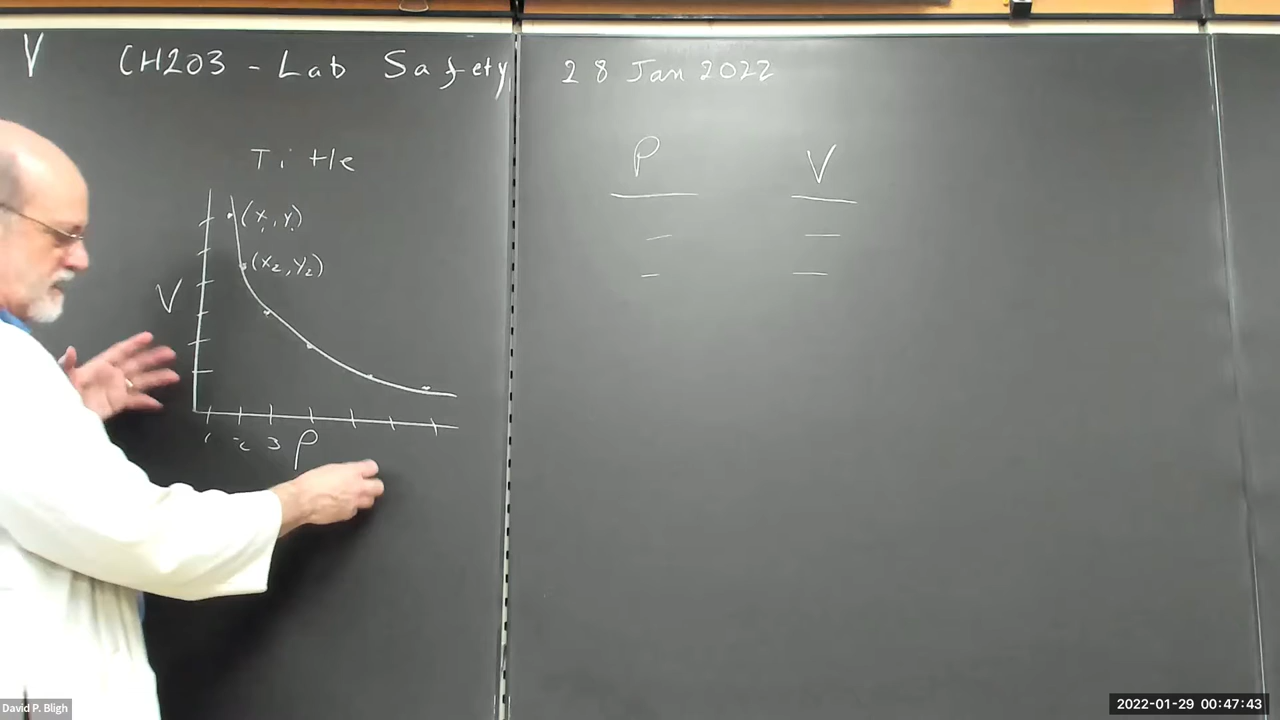 V CH203 - Lab Safety 28 Jan 2022
Title
(x₁, y₁)
(x₂, y₂)
V
1 2 3 P
P V
David P. Bligh
2022-01-29 00:47:43